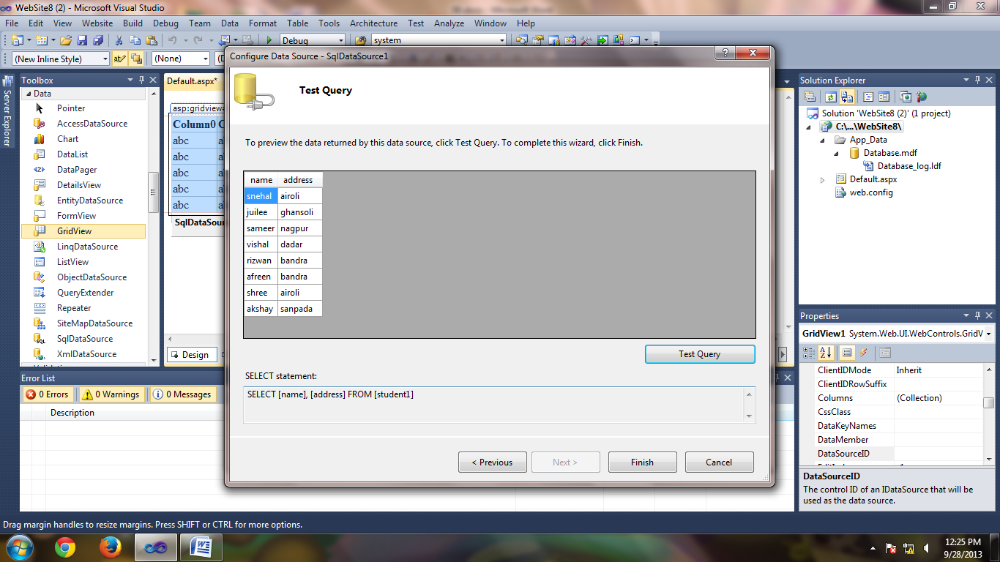 WebSite8 (2) - Microsoft Visual Studio
File Edit View Website Build Debug Team Data Format Table Tools Architecture Test Analyze Window Help
Debug system
(New Inline Style) (None)
Server Explorer
Toolbox
Data
Pointer
AccessDataSource
Chart
DataList
DataPager
DetailsView
EntityDataSource
FormView
GridView
LinqDataSource
ListView
ObjectDataSource
QueryExtender
Repeater
SiteMapDataSource
SqlDataSource
XmlDataSource
Default.aspx*
asp:gridview
Column0
abc
abc
abc
abc
abc
Design
Configure Data Source - SqlDataSource1
Test Query
To preview the data returned by this data source, click Test Query. To complete this wizard, click Finish.
name address
snehal airoli
juilee ghansoli
sameer nagpur
vishal dadar
rizwan bandra
afreen bandra
shree airoli
akshay sanpada
Test Query
SELECT statement:
SELECT [name], [address] FROM [student1]
< Previous Next > Finish Cancel
Solution Explorer
Solution 'WebSite8 (2)' (1 project)
C:\...\WebSite8\
App_Data
Database.mdf
Database_log.ldf
Default.aspx
web.config
Properties
GridView1 System.Web.UI.WebControls.GridV
ClientIDMode Inherit
ClientIDRowSuffix
Columns (Collection)
CssClass
DataKeyNames
DataMember
DataSourceID
DataSourceID
The control ID of an IDataSource that will be
used as the data source.
Error List
0 Errors 0 Warnings 0 Messages
Description
Drag margin handles to resize margins. Press SHIFT or CTRL for more options.
12:25 PM
9/28/2013